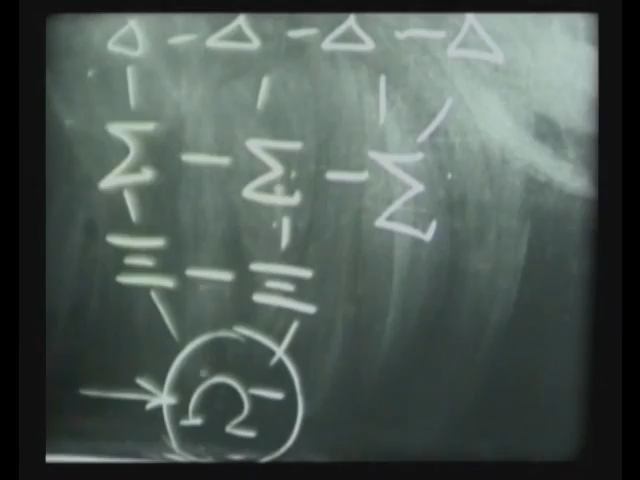 Δ - Δ - Δ - Δ
Σ - Σ - Σ
Ξ - Ξ
Ω